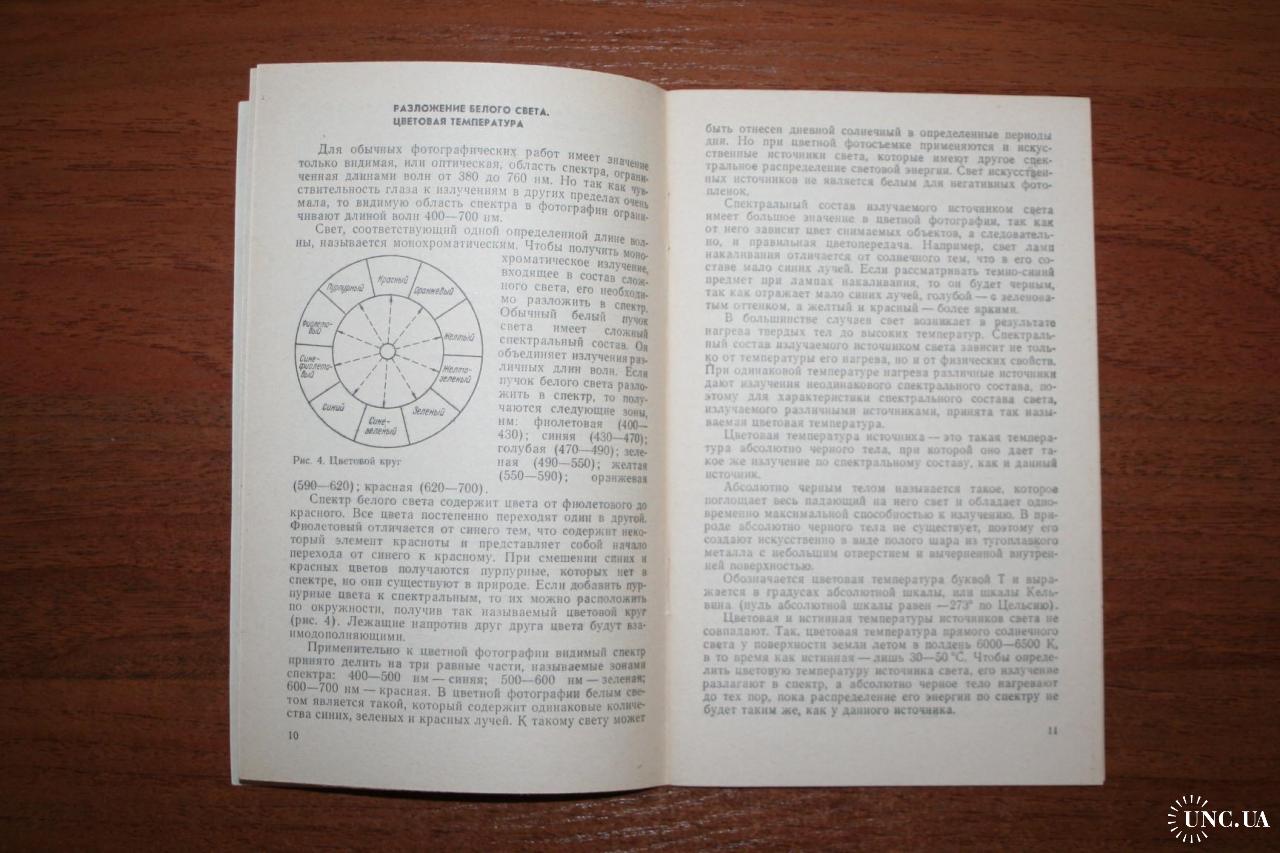 РАЗЛОЖЕНИЕ БЕЛОГО СВЕТА.
ЦВЕТОВАЯ ТЕМПЕРАТУРА
Для обычных фотографических работ имеет значение
только видимая, или оптическая, область спектра, ограни-
ченная длинами волн от 380 до 760 нм. Но так как чув-
ствительность глаза к излучениям в других пределах очень
мала, то видимую область спектра в фотографии ограни-
чивают длиной волн 400—700 нм.
Свет, соответствующий одной определенной длине вол-
ны, называется монохроматическим. Чтобы получить моно-
хроматическое излучение,
входящее в состав слож-
ного света, его необходи-
мо разложить в спектр.
Обычный белый пучок
света имеет сложный
спектральный состав. Он
объединяет излучения раз-
личных длин волн. Если
пучок белого света разло-
жить в спектр, то полу-
чаются следующие зоны,
нм: фиолетовая (400—
430); синяя (430—470);
голубая (470—490); зеле-
ная (490—550); желтая
(550—590); оранжевая
(590—620); красная (620—700).
Красный
Оранжевый
Желтый
Желто-
зеленый
Зеленый
Сине-
зеленый
Синий
Сине-
фиолето-
вый
Фиолето-
вый
Пурпурный
Рис. 4. Цветовой круг
Спектр белого света содержит цвета от фиолетового до
красного. Все цвета постепенно переходят один в другой.
Фиолетовый отличается от синего тем, что содержит неко-
торый элемент красноты и представляет собой начало
перехода от синего к красному. При смешении синих и
красных цветов получаются пурпурные, которых нет в
спектре, но они существуют в природе. Если добавить пур-
пурные цвета к спектральным, то их можно расположить
по окружности, получив так называемый цветовой круг
(рис. 4). Лежащие напротив друг друга цвета будут вза-
имодополняющими.
Применительно к цветной фотографии видимый спектр
принято делить на три равные части, называемые зонами
спектра: 400—500 нм — синяя; 500—600 нм — зеленая;
600—700 нм — красная. В цветной фотографии белым све-
том является такой, который содержит одинаковые количе-
ства синих, зеленых и красных лучей. К такому свету может
10
быть отнесен дневной солнечный в определенные периоды
дня. Но при цветной фотосъемке применяются и искус-
ственные источники света, которые имеют другое спек-
тральное распределение световой энергии. Свет искусствен-
ных источников не является белым для негативных фото-
пленок.
Спектральный состав излучаемого источником света
имеет большое значение в цветной фотографии, так как
от него зависит цвет снимаемых объектов, а следователь-
но, и правильная цветопередача. Например, свет ламп
накаливания отличается от солнечного тем, что в его со-
ставе мало синих лучей. Если рассматривать темно-синий
предмет при лампах накаливания, то он будет черным,
так как отражает мало синих лучей, голубой — с зеленова-
тым оттенком, а желтый и красный — более яркими.
В большинстве случаев свет возникает в результате
нагрева твердых тел до высоких температур. Спектраль-
ный состав излучаемого источником света зависит не толь-
ко от температуры его нагрева, но и от физических свойств.
При одинаковой температуре нагрева различные источники
дают излучения неодинакового спектрального состава, по-
этому для характеристики спектрального состава света,
излучаемого различными источниками, принята так назы-
ваемая цветовая температура.
Цветовая температура источника — это такая темпера-
тура абсолютно черного тела, при которой оно дает та-
кое же излучение по спектральному составу, как и данный
источник.
Абсолютно черным телом называется такое, которое
поглощает весь падающий на него свет и обладает одно-
временно максимальной способностью к излучению. В при-
роде абсолютно черного тела не существует, поэтому его
создают искусственно в виде полого шара из тугоплавкого
металла с небольшим отверстием и вычерненной внутрен-
ней поверхностью.
Обозначается цветовая температура буквой Т и выра-
жается в градусах абсолютной шкалы, или шкалы Кель-
вина (нуль абсолютной шкалы равен —273° по Цельсию).
Цветовая и истинная температуры источников света не
совпадают. Так, цветовая температура прямого солнечного
света у поверхности земли летом в полдень 6000—6500 К,
в то время как истинная — лишь 30—50 °С. Чтобы опреде-
лить цветовую температуру источника света, его излучение
разлагают в спектр, а абсолютно черное тело нагревают
до тех пор, пока распределение его энергии по спектру не
будет таким же, как у данного источника.
11
UNC.UA